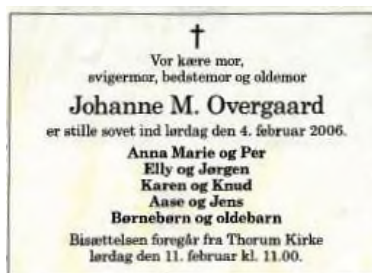 Vor kære mor,
svigermor, bedstemor og oldemor
Johanne M. Overgaard
er stille sovet ind lørdag den 4. februar 2006.
Anna Marie og Per
Elly og Jørgen
Karen og Knud
Aase og Jens
Børnebørn og oldebarn
Bisættelsen foregår fra Thorum Kirke
lørdag den 11. februar kl. 11.00.